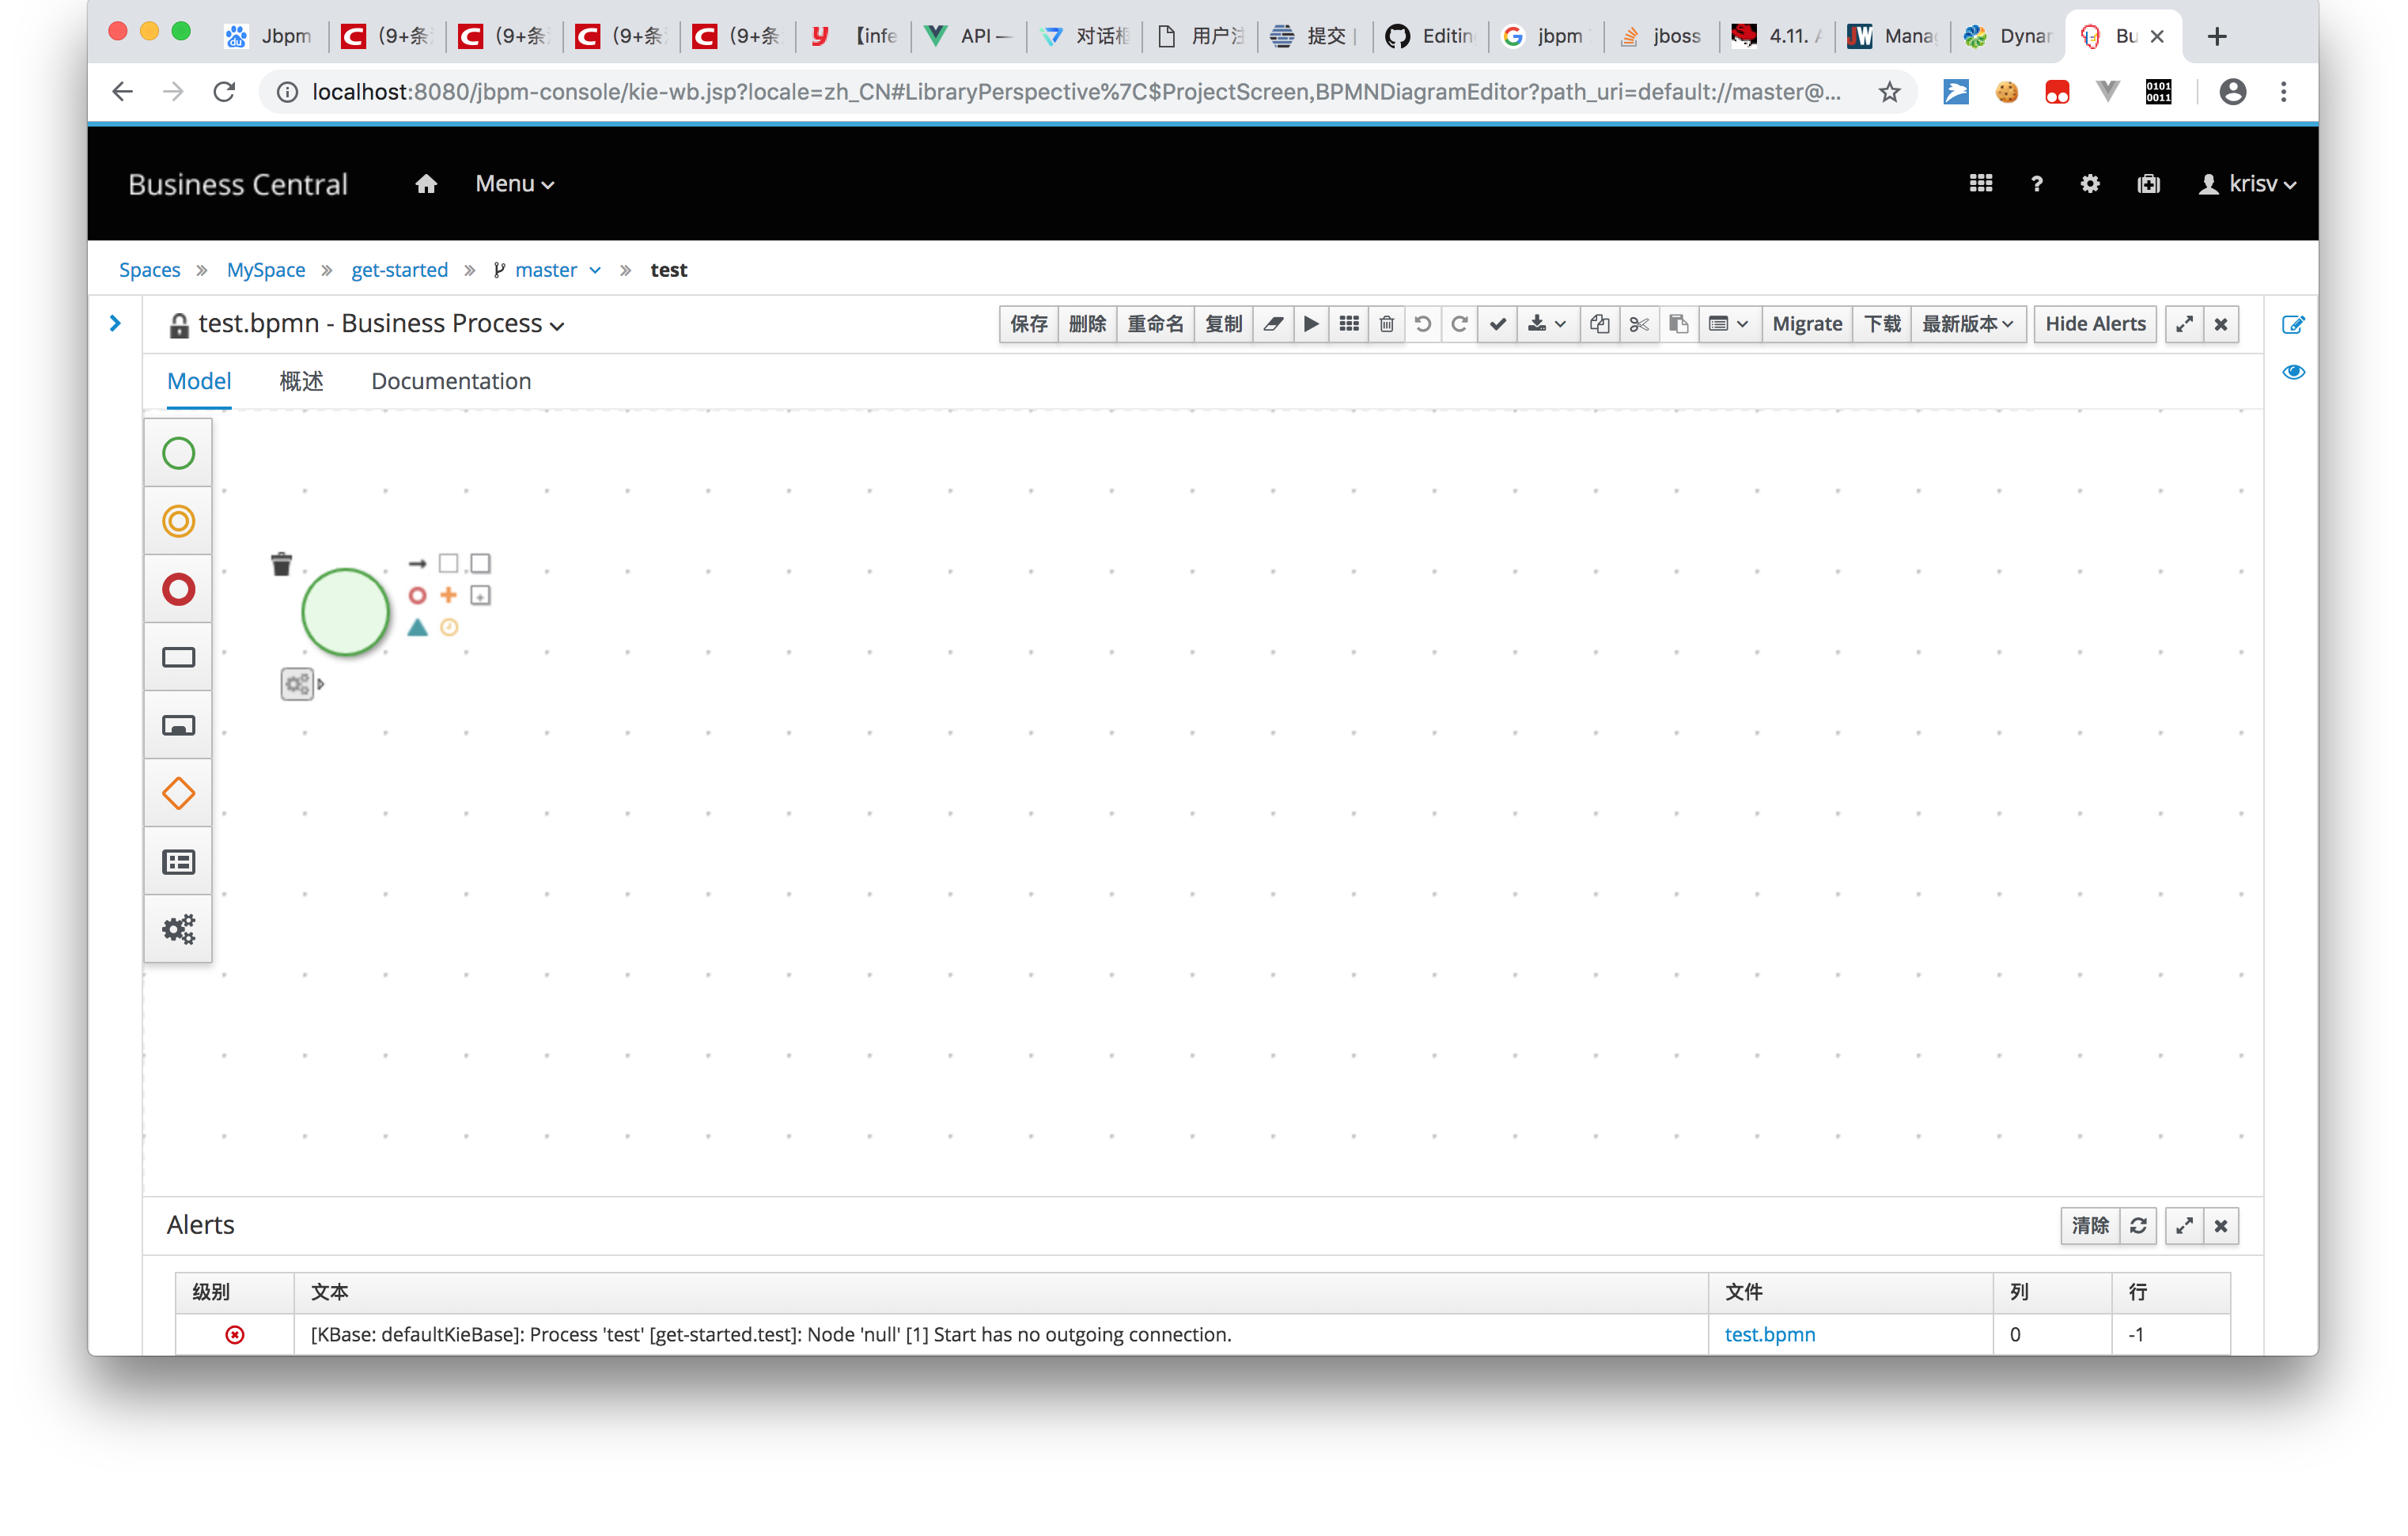 Jbpm
(9+条
(9+条
(9+条
(9+条
【infe
API —
对话框
用户注
提交 |
Editin
jbpm
jboss
4.11. A
Mana
Dynar
Bu
localhost:8080/jbpm-console/kie-wb.jsp?locale=zh_CN#LibraryPerspective%7C$ProjectScreen,BPMNDiagramEditor?path_uri=default://master@...
0101
0011
Business Central
Menu
krisv
Spaces » MySpace » get-started » master » test
test.bpmn - Business Process
保存
删除
重命名
复制
Migrate
下载
最新版本
Hide Alerts
Model
概述
Documentation
Alerts
清除
级别
文本
文件
列
行
[KBase: defaultKieBase]: Process 'test' [get-started.test]: Node 'null' [1] Start has no outgoing connection.
test.bpmn
0
-1